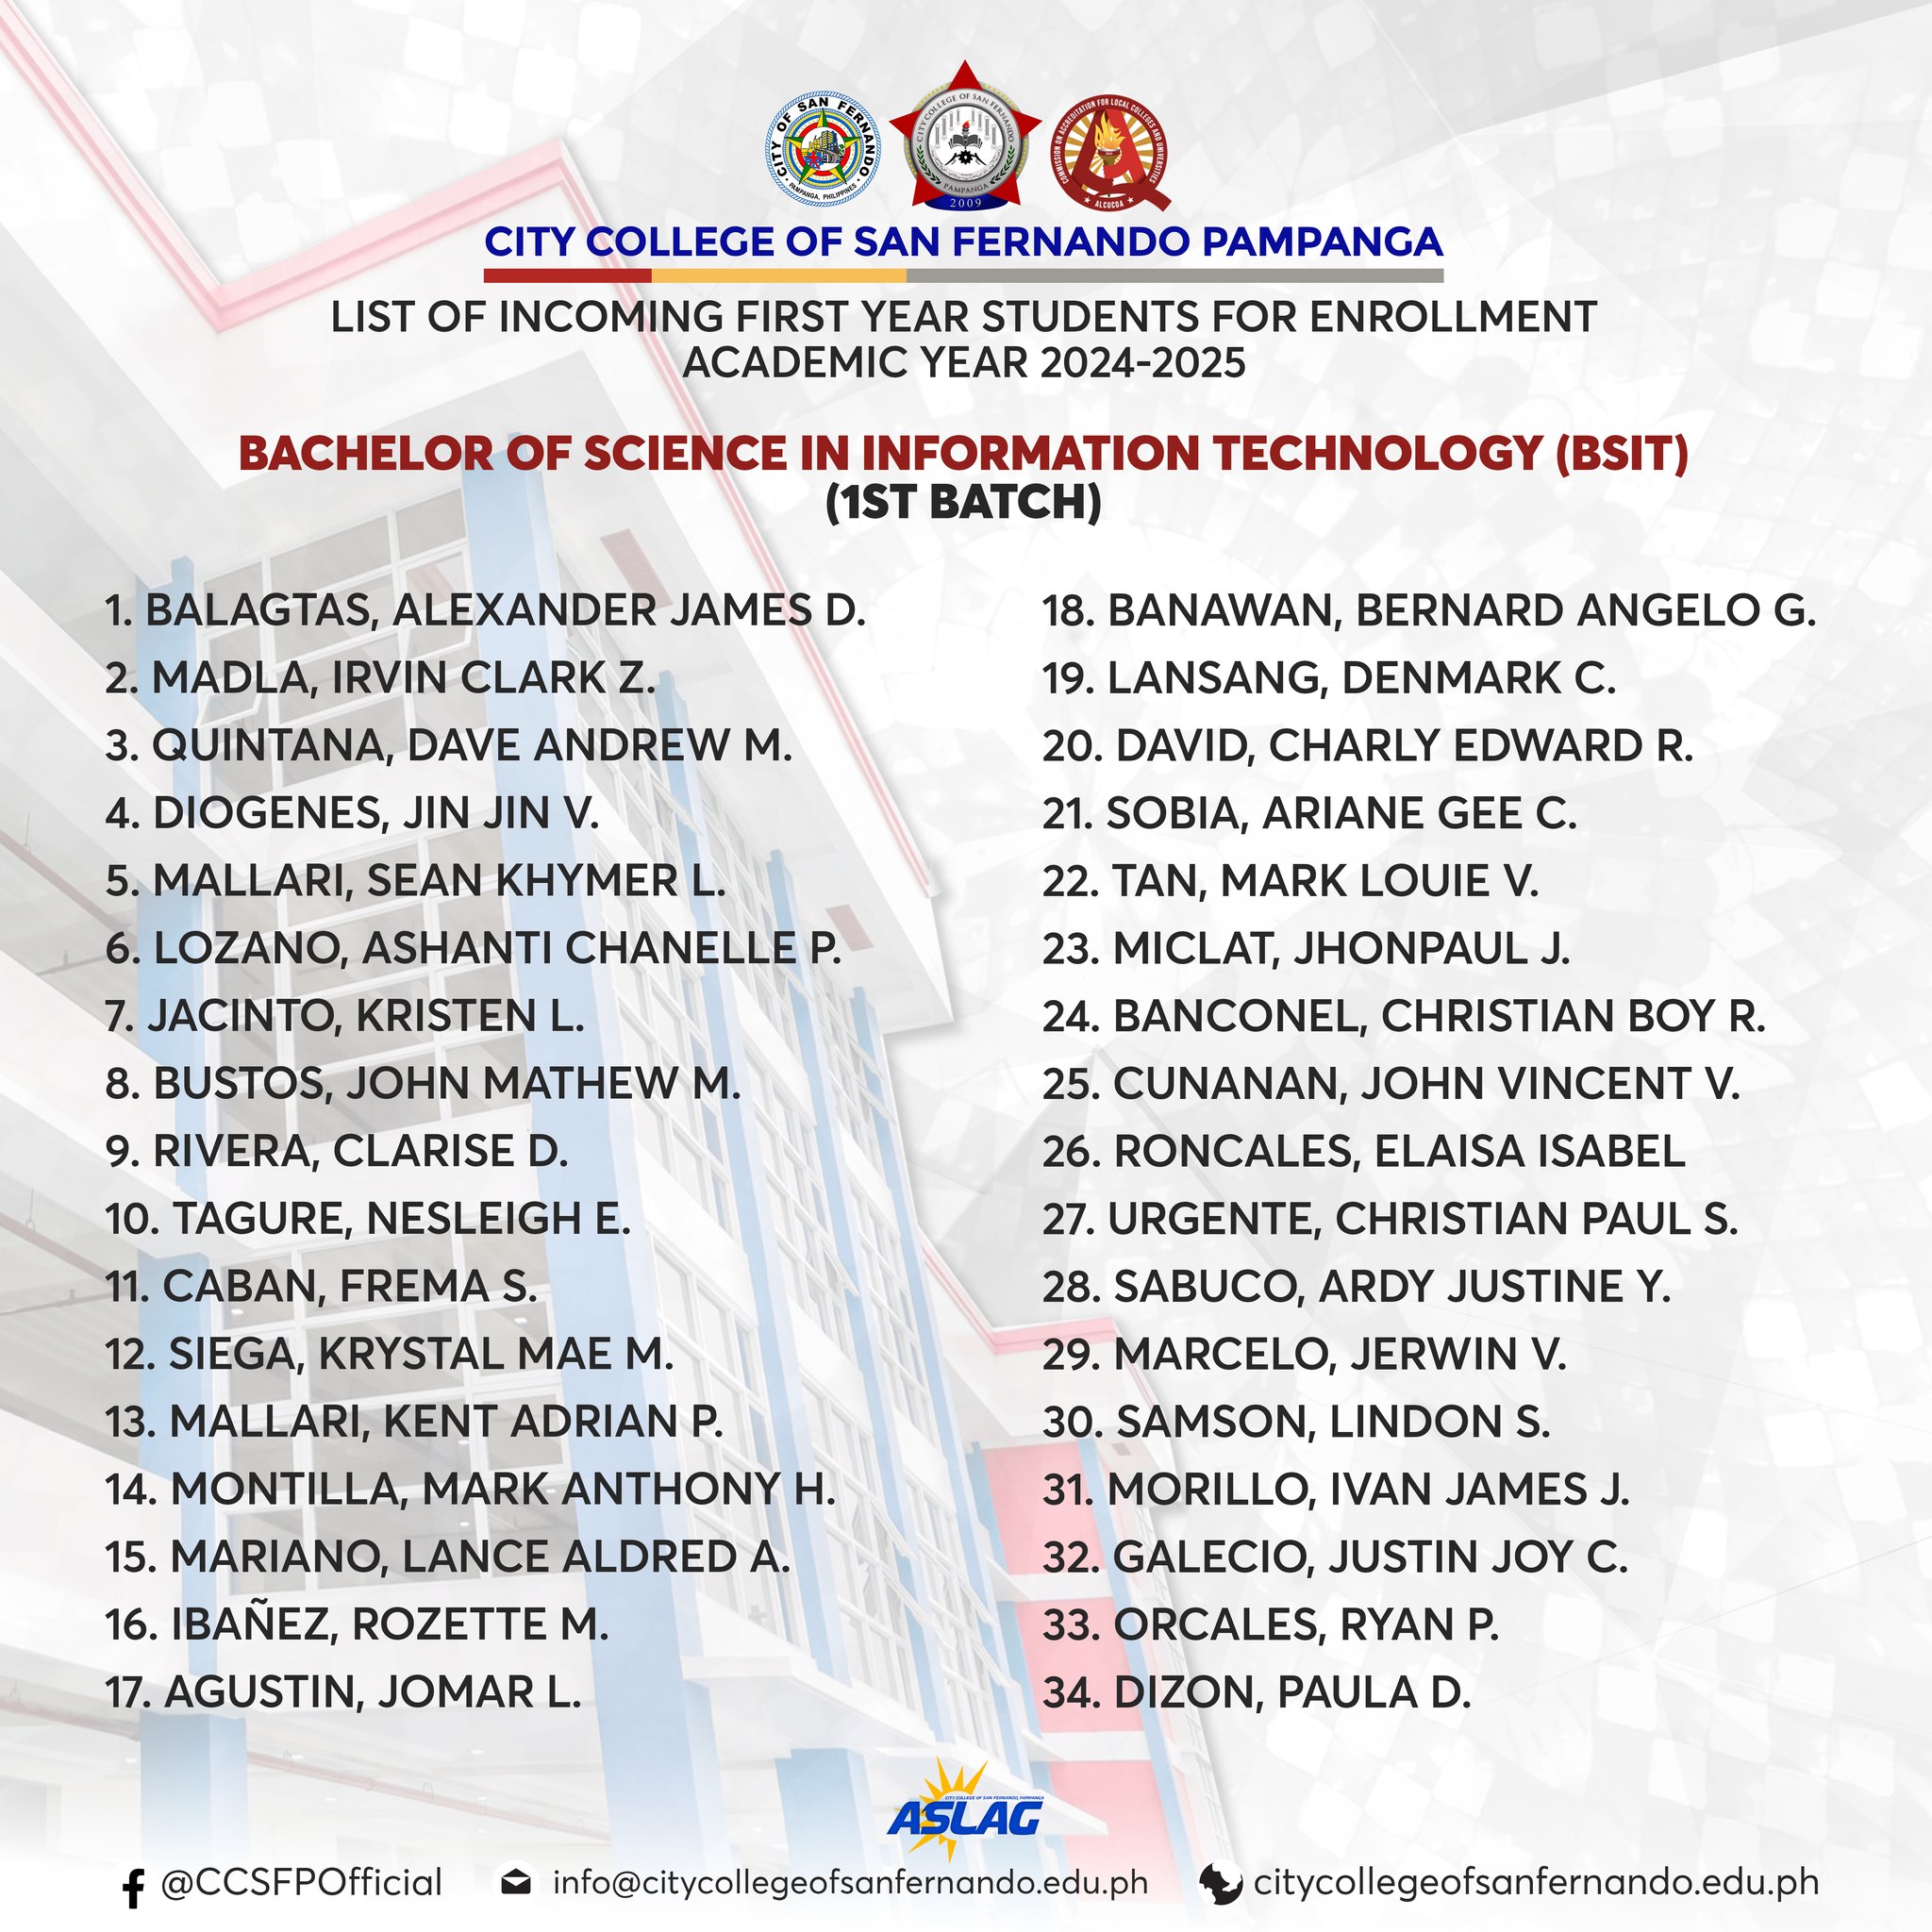 CITY OF SAN FERNANDO
PAMPANGA, PHILIPPINES
CITY COLLEGE OF SAN FERNANDO
PAMPANGA
2009
COMMISSION ON ACCREDITATION FOR LOCAL COLLEGES AND UNIVERSITIES
ALCUCOA
CITY COLLEGE OF SAN FERNANDO PAMPANGA
LIST OF INCOMING FIRST YEAR STUDENTS FOR ENROLLMENT
ACADEMIC YEAR 2024-2025
BACHELOR OF SCIENCE IN INFORMATION TECHNOLOGY (BSIT)
(1ST BATCH)
1. BALAGTAS, ALEXANDER JAMES D.
2. MADLA, IRVIN CLARK Z.
3. QUINTANA, DAVE ANDREW M.
4. DIOGENES, JIN JIN V.
5. MALLARI, SEAN KHYMER L.
6. LOZANO, ASHANTI CHANELLE P.
7. JACINTO, KRISTEN L.
8. BUSTOS, JOHN MATHEW M.
9. RIVERA, CLARISE D.
10. TAGURE, NESLEIGH E.
11. CABAN, FREMA S.
12. SIEGA, KRYSTAL MAE M.
13. MALLARI, KENT ADRIAN P.
14. MONTILLA, MARK ANTHONY H.
15. MARIANO, LANCE ALDRED A.
16. IBAÑEZ, ROZETTE M.
17. AGUSTIN, JOMAR L.
18. BANAWAN, BERNARD ANGELO G.
19. LANSANG, DENMARK C.
20. DAVID, CHARLY EDWARD R.
21. SOBIA, ARIANE GEE C.
22. TAN, MARK LOUIE V.
23. MICLAT, JHONPAUL J.
24. BANCONEL, CHRISTIAN BOY R.
25. CUNANAN, JOHN VINCENT V.
26. RONCALES, ELAISA ISABEL
27. URGENTE, CHRISTIAN PAUL S.
28. SABUCO, ARDY JUSTINE Y.
29. MARCELO, JERWIN V.
30. SAMSON, LINDON S.
31. MORILLO, IVAN JAMES J.
32. GALECIO, JUSTIN JOY C.
33. ORCALES, RYAN P.
34. DIZON, PAULA D.
CITY COLLEGE OF SAN FERNANDO, PAMPANGA
ASLAG
@CCSFPOfficial
info@citycollegeofsanfernando.edu.ph
citycollegeofsanfernando.edu.ph